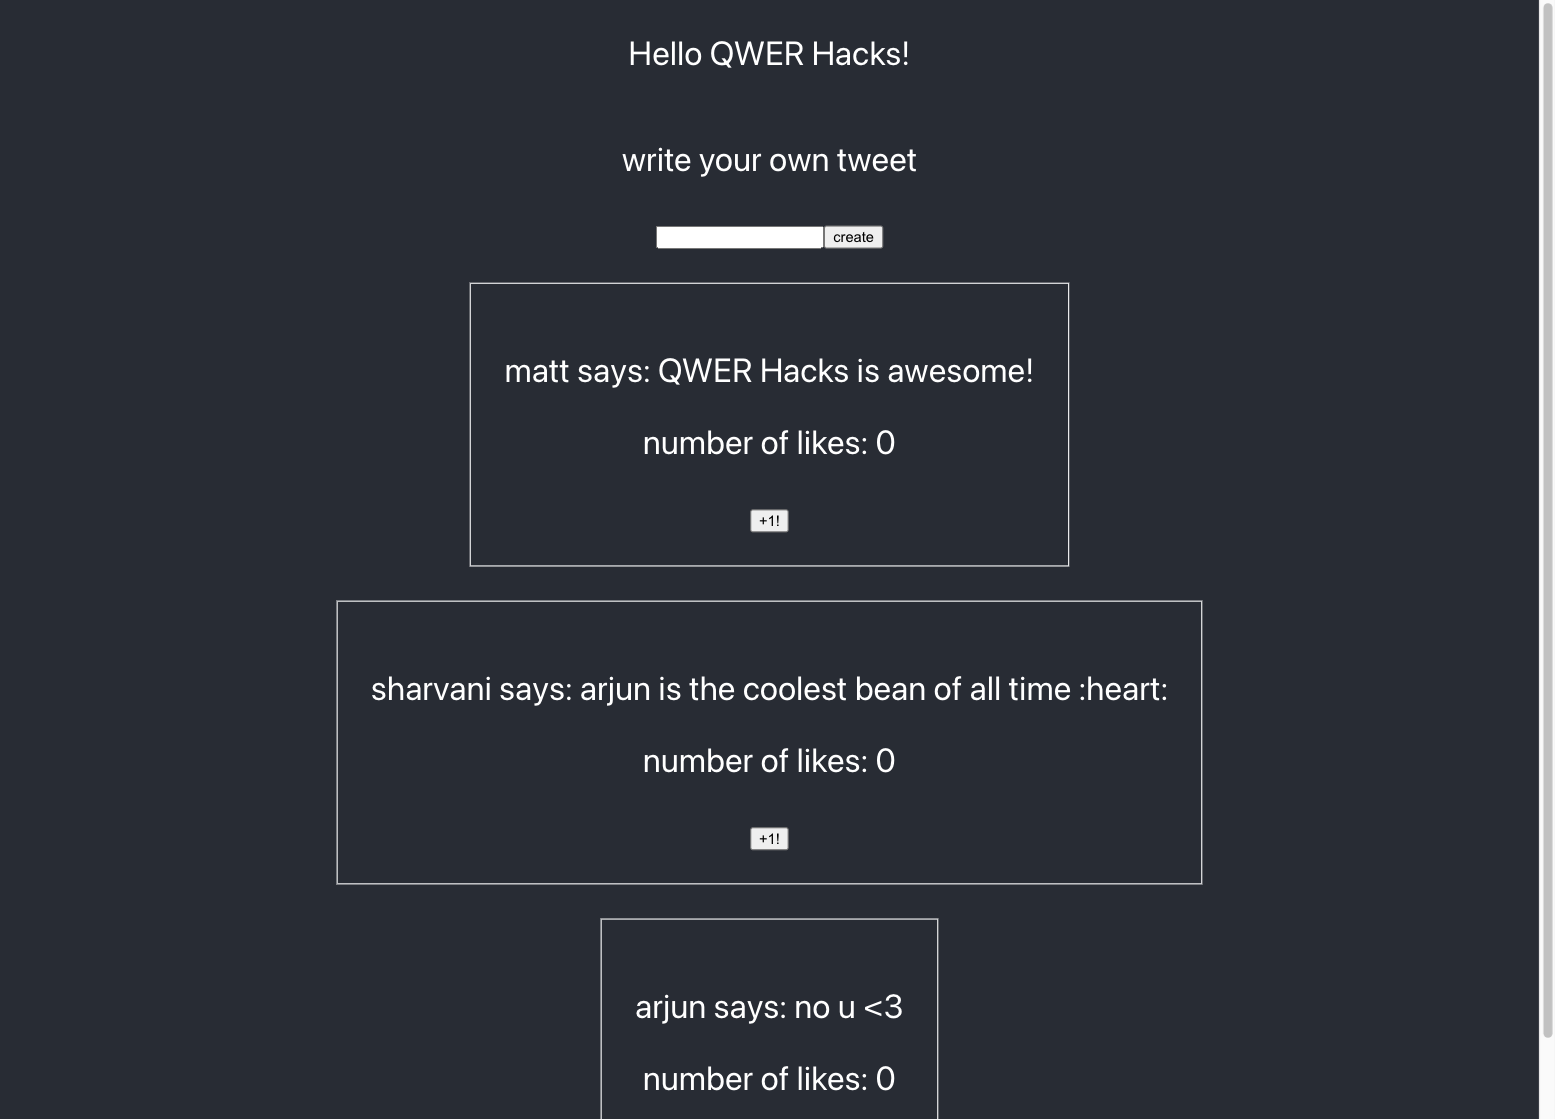 Hello QWER Hacks!
write your own tweet
create
matt says: QWER Hacks is awesome!
number of likes: 0
+1!
sharvani says: arjun is the coolest bean of all time :heart:
number of likes: 0
+1!
arjun says: no u <3
number of likes: 0